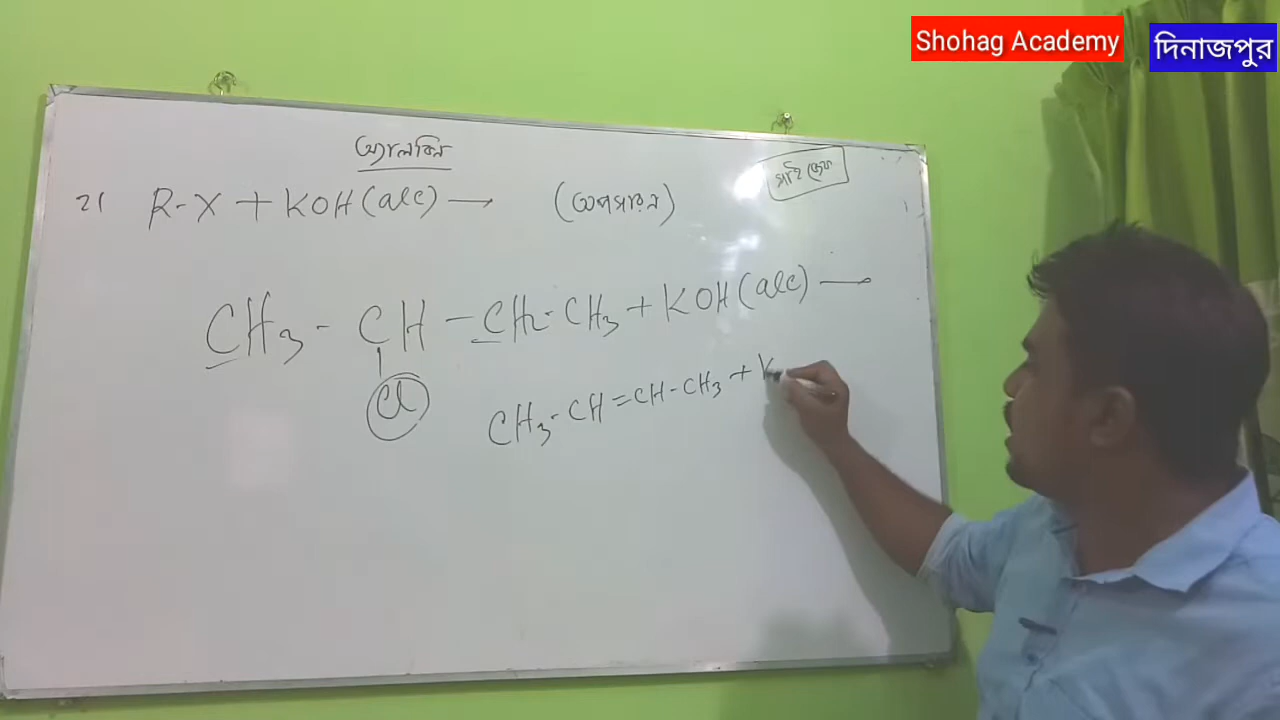 Shohag Academy
দিনাজপুর
অ্যালকিন
২। R-X + KOH(alc) → (অপসারন)
CH3 - CH - CH2 - CH3 + KOH(alc) →
Cl
CH3 - CH = CH - CH3 + K